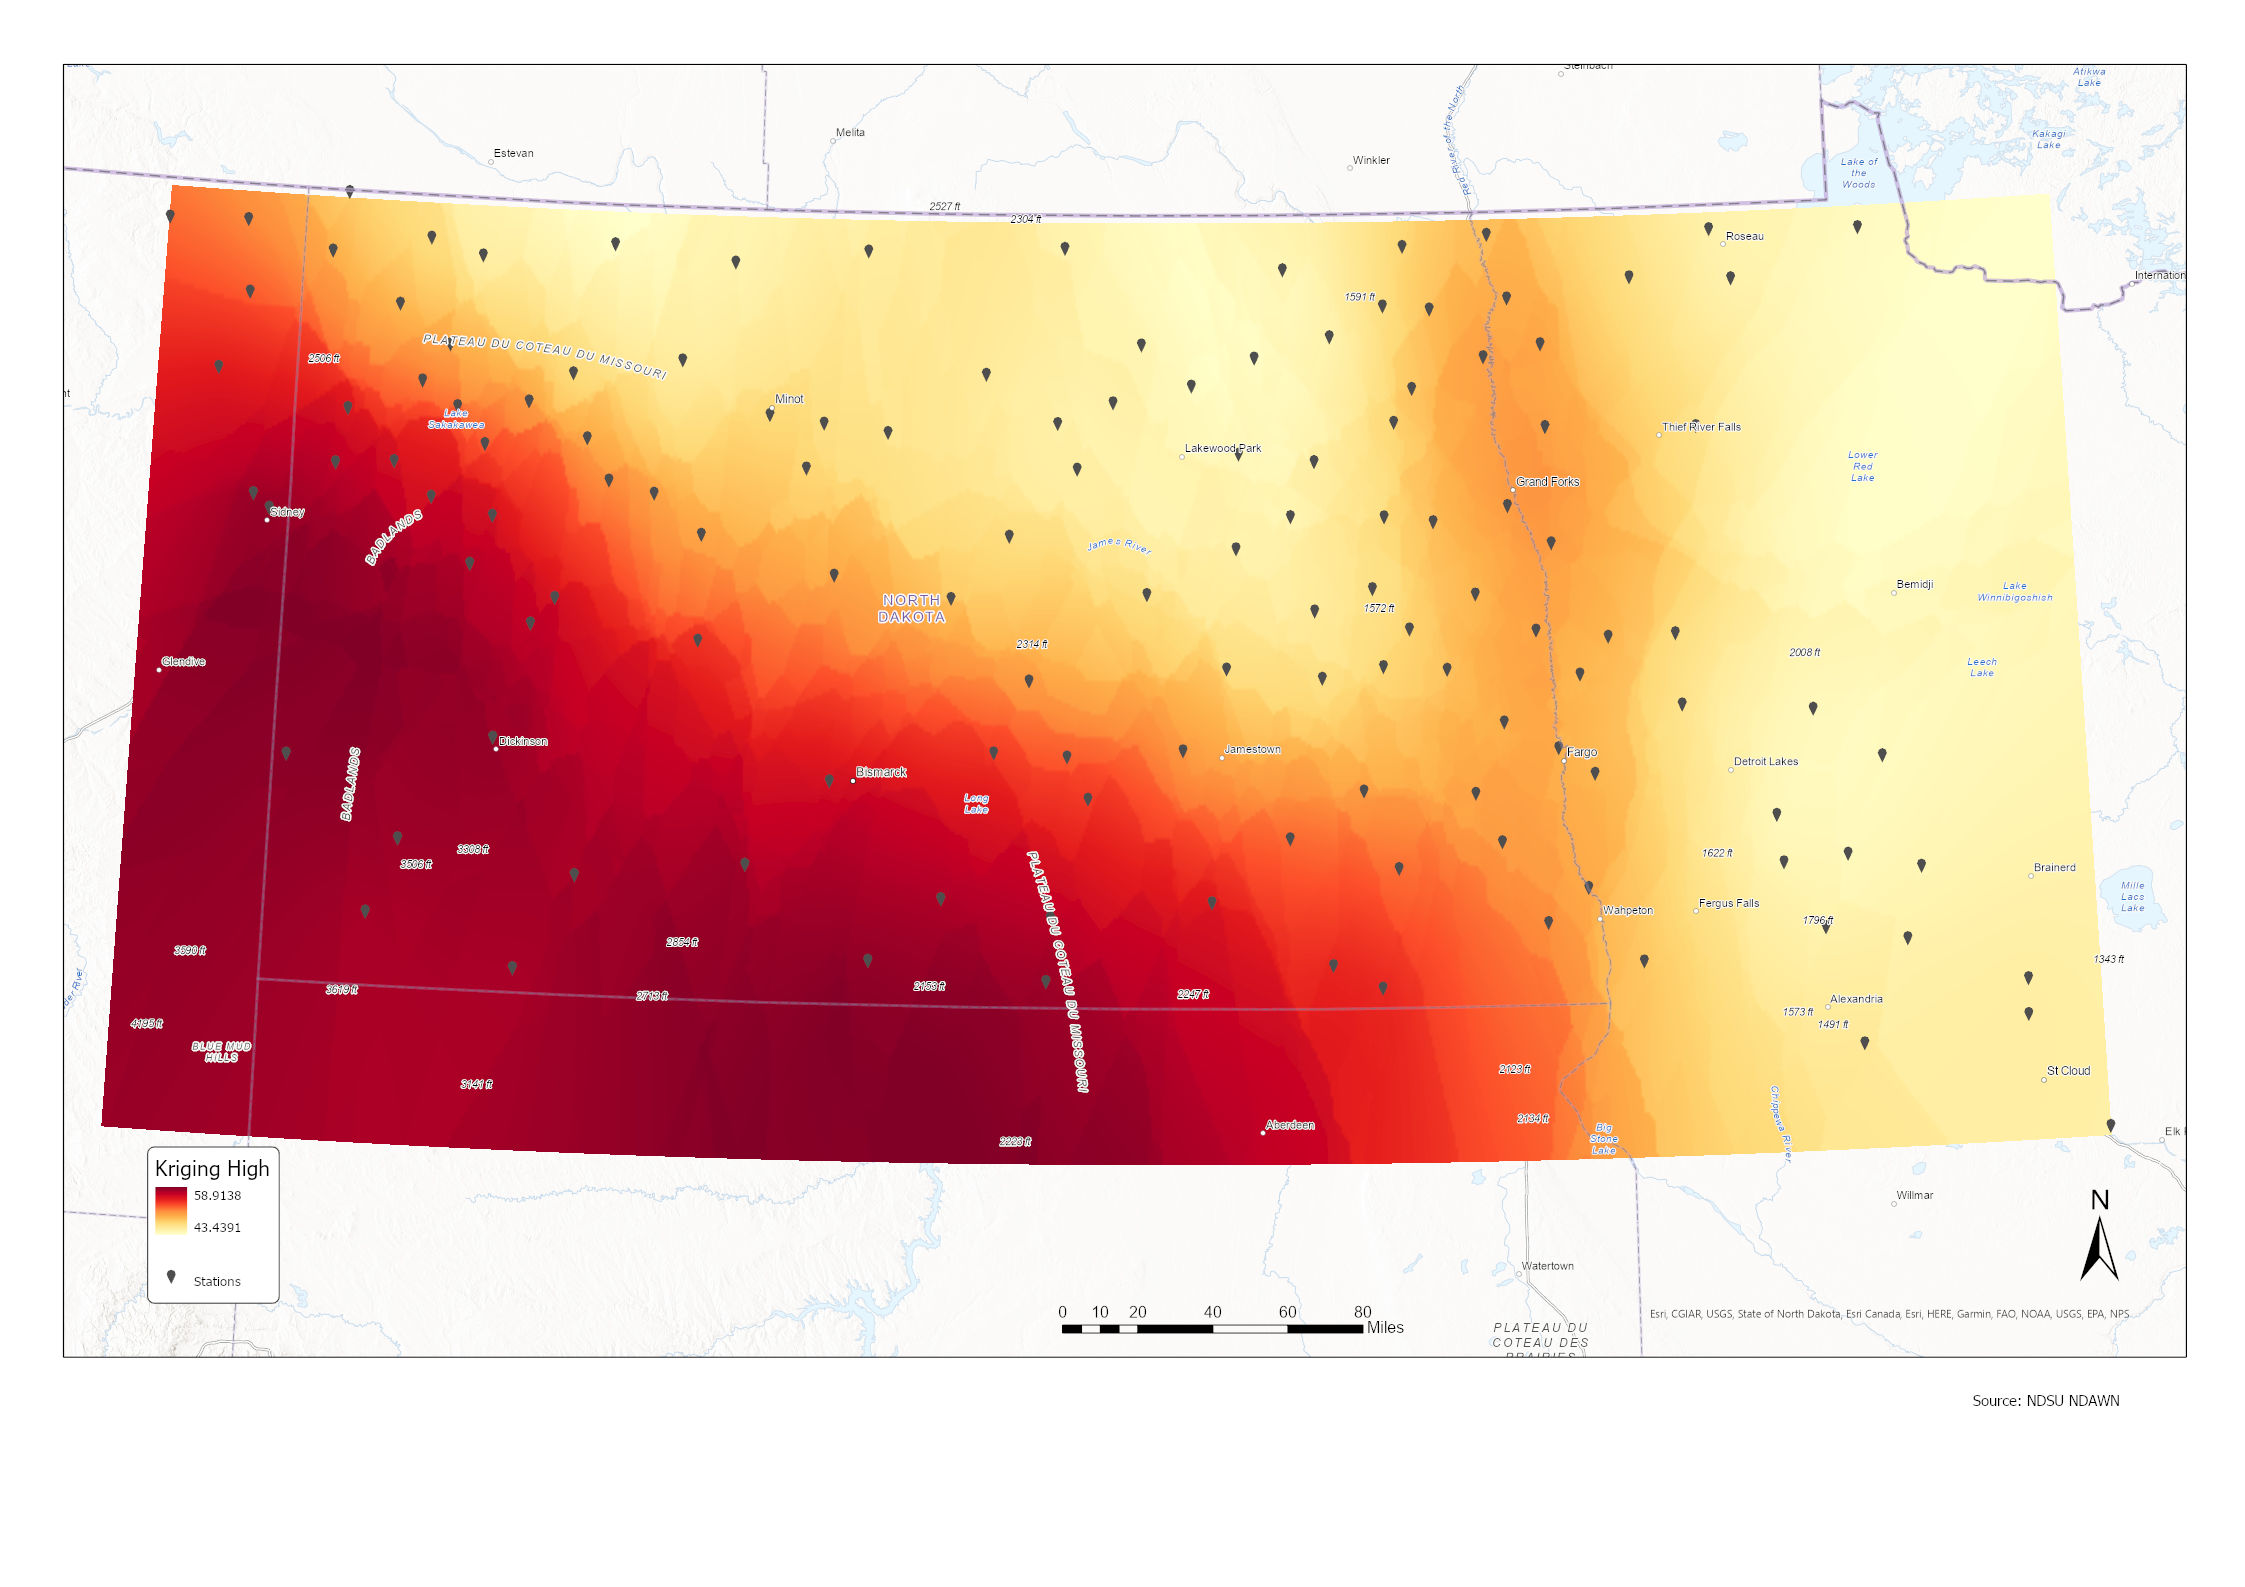 Atikwa
Lake
Steinbach
Kakagi
Lake
Melita
Estevan
Winkler
Red River of the North
Lake of
the
Woods
2527 ft
2304 ft
Roseau
Internation
1591 ft
PLATEAU DU COTEAU DU MISSOURI
2506 ft
nt
Minot
Lake
Sakakawea
Thief River Falls
Lakewood Park
Lower
Red
Lake
Grand Forks
Sidney
BADLANDS
James River
Bemidji
Lake
Winnibigoshish
NORTH
DAKOTA
1572 ft
2314 ft
2008 ft
Glendive
Leech
Lake
Dickinson
Jamestown
Fargo
Detroit Lakes
Bismarck
BADLANDS
Long
Lake
3308 ft
3506 ft
1622 ft
Brainerd
PLATEAU DU COTEAU DU MISSOURI
Mille
Lacs
Lake
Fergus Falls
Wahpeton
1796 ft
2854 ft
3590 ft
1343 ft
der River
3619 ft
2713 ft
2153 ft
2247 ft
Alexandria
1573 ft
1491 ft
4195 ft
BLUE MUD
HILLS
2123 ft
St Cloud
3141 ft
2134 ft
Chippewa River
Aberdeen
Big
Stone
Lake
2223 ft
Elk
Kriging High
58.9138
43.4391
Stations
Willmar
N
Watertown
0 10 20 40 60 80
Miles
Esri, CGIAR, USGS, State of North Dakota, Esri Canada, Esri, HERE, Garmin, FAO, NOAA, USGS, EPA, NPS
PLATEAU DU
COTEAU DES
PRAIRIES
Source: NDSU NDAWN